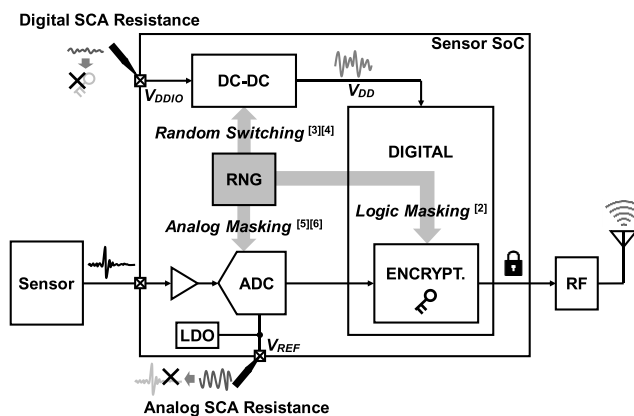 Digital SCA Resistance
Sensor SoC
DC-DC
VDDIO
VDD
Random Switching [3][4]
DIGITAL
RNG
Analog Masking [5][6]
Logic Masking [2]
Sensor
ADC
ENCRYPT.
RF
LDO
VREF
Analog SCA Resistance